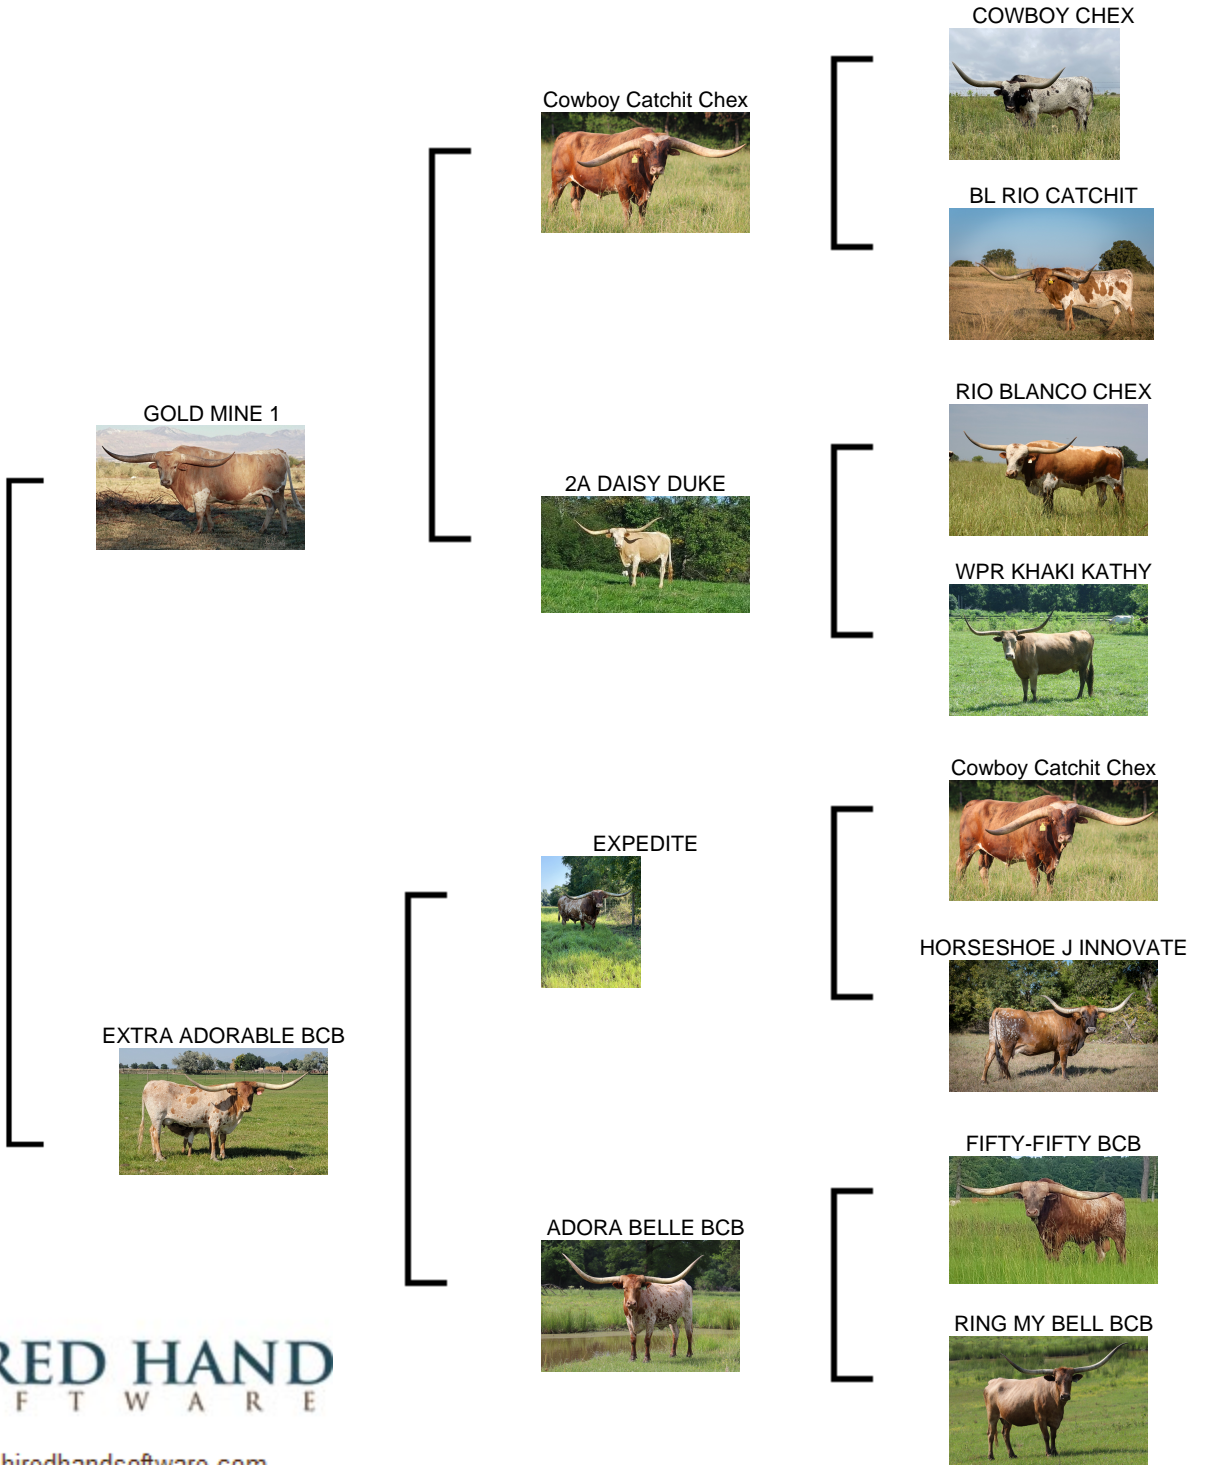 COWBOY CHEX
Cowboy Catchit Chex
BL RIO CATCHIT
RIO BLANCO CHEX
GOLD MINE 1
2A DAISY DUKE
WPR KHAKI KATHY
Cowboy Catchit Chex
EXPEDITE
HORSESHOE J INNOVATE
EXTRA ADORABLE BCB
FIFTY-FIFTY BCB
ADORA BELLE BCB
RING MY BELL BCB
RED HAND
F T W A R E
hiredhandsoftware.com